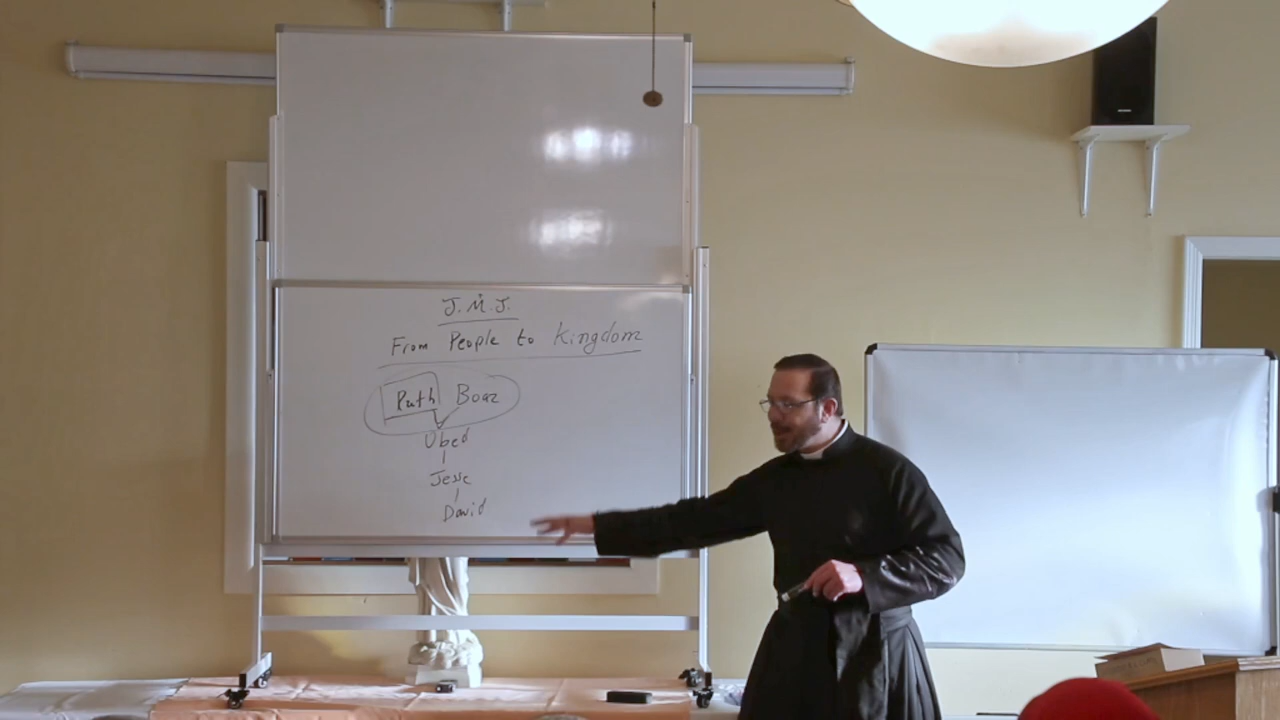 J.M.J.
From People to Kingdom
Ruth Boaz
Obed
Jesse
David